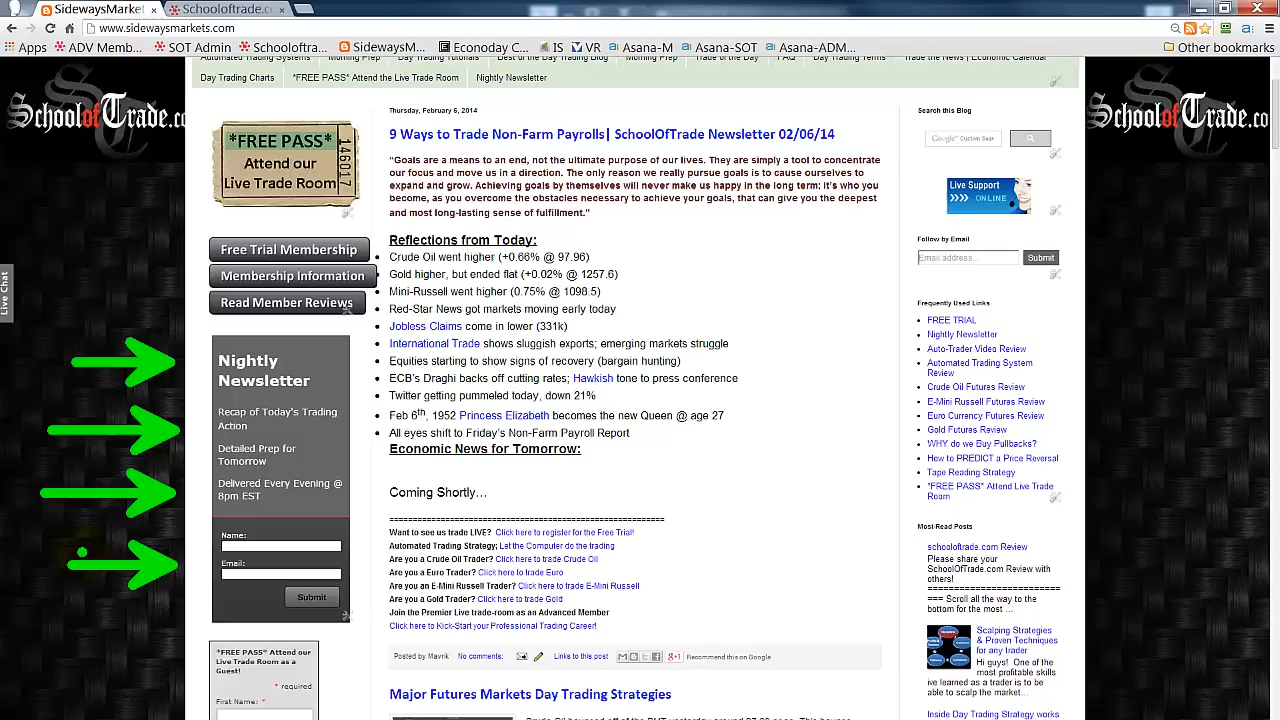 SidewaysMarket
Schooloftrade.c
www.sidewaysmarkets.com
Apps ADV Memb... SOT Admin Schooloftra... SidewaysM... Econoday C... IS VR Asana-M Asana-SOT Asana-ADM... Other bookmarks
Automated Trading Systems Morning Prep Day Trading Tutorials Best of the Day Trading Blog Morning Prep Trade of the Day FAQ Day Trading Terms Trade the News | Economic Calendar
Day Trading Charts *FREE PASS* Attend the Live Trade Room Nightly Newsletter
SchoolofTrade.co
*FREE PASS*
Attend our
Live Trade Room
146017
Free Trial Membership
Membership Information
Read Member Reviews
Live Chat
Nightly
Newsletter
Recap of Today's Trading
Action
Detailed Prep for
Tomorrow
Delivered Every Evening @
8pm EST
Name:
Email:
Submit
*FREE PASS* Attend our
Live Trade Room as a
Guest!
* required
First Name: *
Thursday, February 6, 2014
9 Ways to Trade Non-Farm Payrolls| SchoolOfTrade Newsletter 02/06/14
"Goals are a means to an end, not the ultimate purpose of our lives. They are simply a tool to concentrate
our focus and move us in a direction. The only reason we really pursue goals is to cause ourselves to
expand and grow. Achieving goals by themselves will never make us happy in the long term; it's who you
become, as you overcome the obstacles necessary to achieve your goals, that can give you the deepest
and most long-lasting sense of fulfillment."
Reflections from Today:
Crude Oil went higher (+0.66% @ 97.96)
Gold higher, but ended flat (+0.02% @ 1257.6)
Mini-Russell went higher (0.75% @ 1098.5)
Red-Star News got markets moving early today
Jobless Claims come in lower (331k)
International Trade shows sluggish exports; emerging markets struggle
Equities starting to show signs of recovery (bargain hunting)
ECB's Draghi backs off cutting rates; Hawkish tone to press conference
Twitter getting pummeled today, down 21%
Feb 6th, 1952 Princess Elizabeth becomes the new Queen @ age 27
All eyes shift to Friday's Non-Farm Payroll Report
Economic News for Tomorrow:
Coming Shortly…
=======================================================
Want to see us trade LIVE? Click here to register for the Free Trial!
Automated Trading Strategy: Let the Computer do the trading
Are you a Crude Oil Trader? Click here to trade Crude Oil
Are you a Euro Trader? Click here to trade Euro
Are you an E-Mini Russell Trader? Click here to trade E-Mini Russell
Are you a Gold Trader? Click here to trade Gold
Join the Premier Live trade-room as an Advanced Member
Click here to Kick-Start your Professional Trading Career!
Posted by Mavrik No comments: Links to this post g+1 Recommend this on Google
Major Futures Markets Day Trading Strategies
Search this Blog
Google™ Custom Sear
Live Support
ONLINE
Follow by Email
Email address...
Submit
Frequently Used Links
FREE TRIAL
Nightly Newsletter
Auto-Trader Video Review
Automated Trading System
Review
Crude Oil Futures Review
E-Mini Russell Futures Review
Euro Currency Futures Review
Gold Futures Review
WHY do we Buy Pullbacks?
How to PREDICT a Price Reversal
Tape Reading Strategy
*FREE PASS* Attend Live Trade
Room
Most-Read Posts
schooloftrade.com Review
Please share your
SchoolOfTrade.com Review with
others!
==========================
=== Scroll all the way to the
bottom for the most ...
Scalping Strategies
& Proven Techniques
for any trader
Hi guys! One of the
most profitable skills
ive learned as a trader is to be
able to scalp the market...
Inside Day Trading Strategy works
SchoolofTrade.co